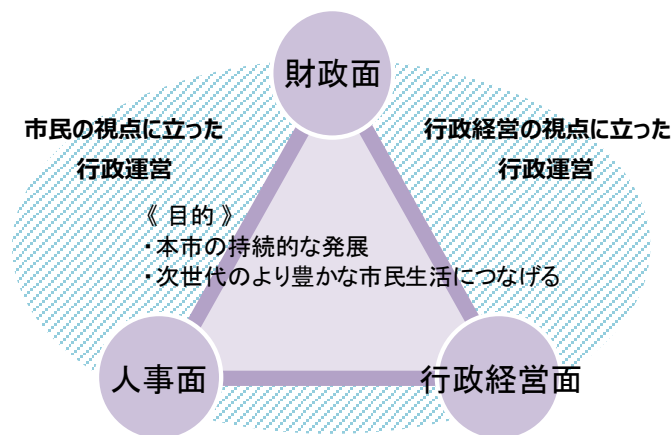 財政面
市民の視点に立った
行政運営
行政経営の視点に立った
行政運営
《 目的 》
・本市の持続的な発展
・次世代のより豊かな市民生活につなげる
人事面
行政経営面